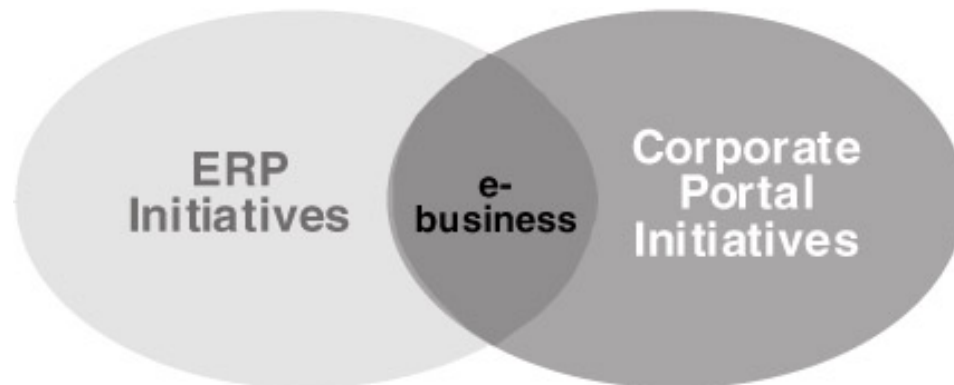 ERP
Initiatives
e-
business
Corporate
Portal
Initiatives